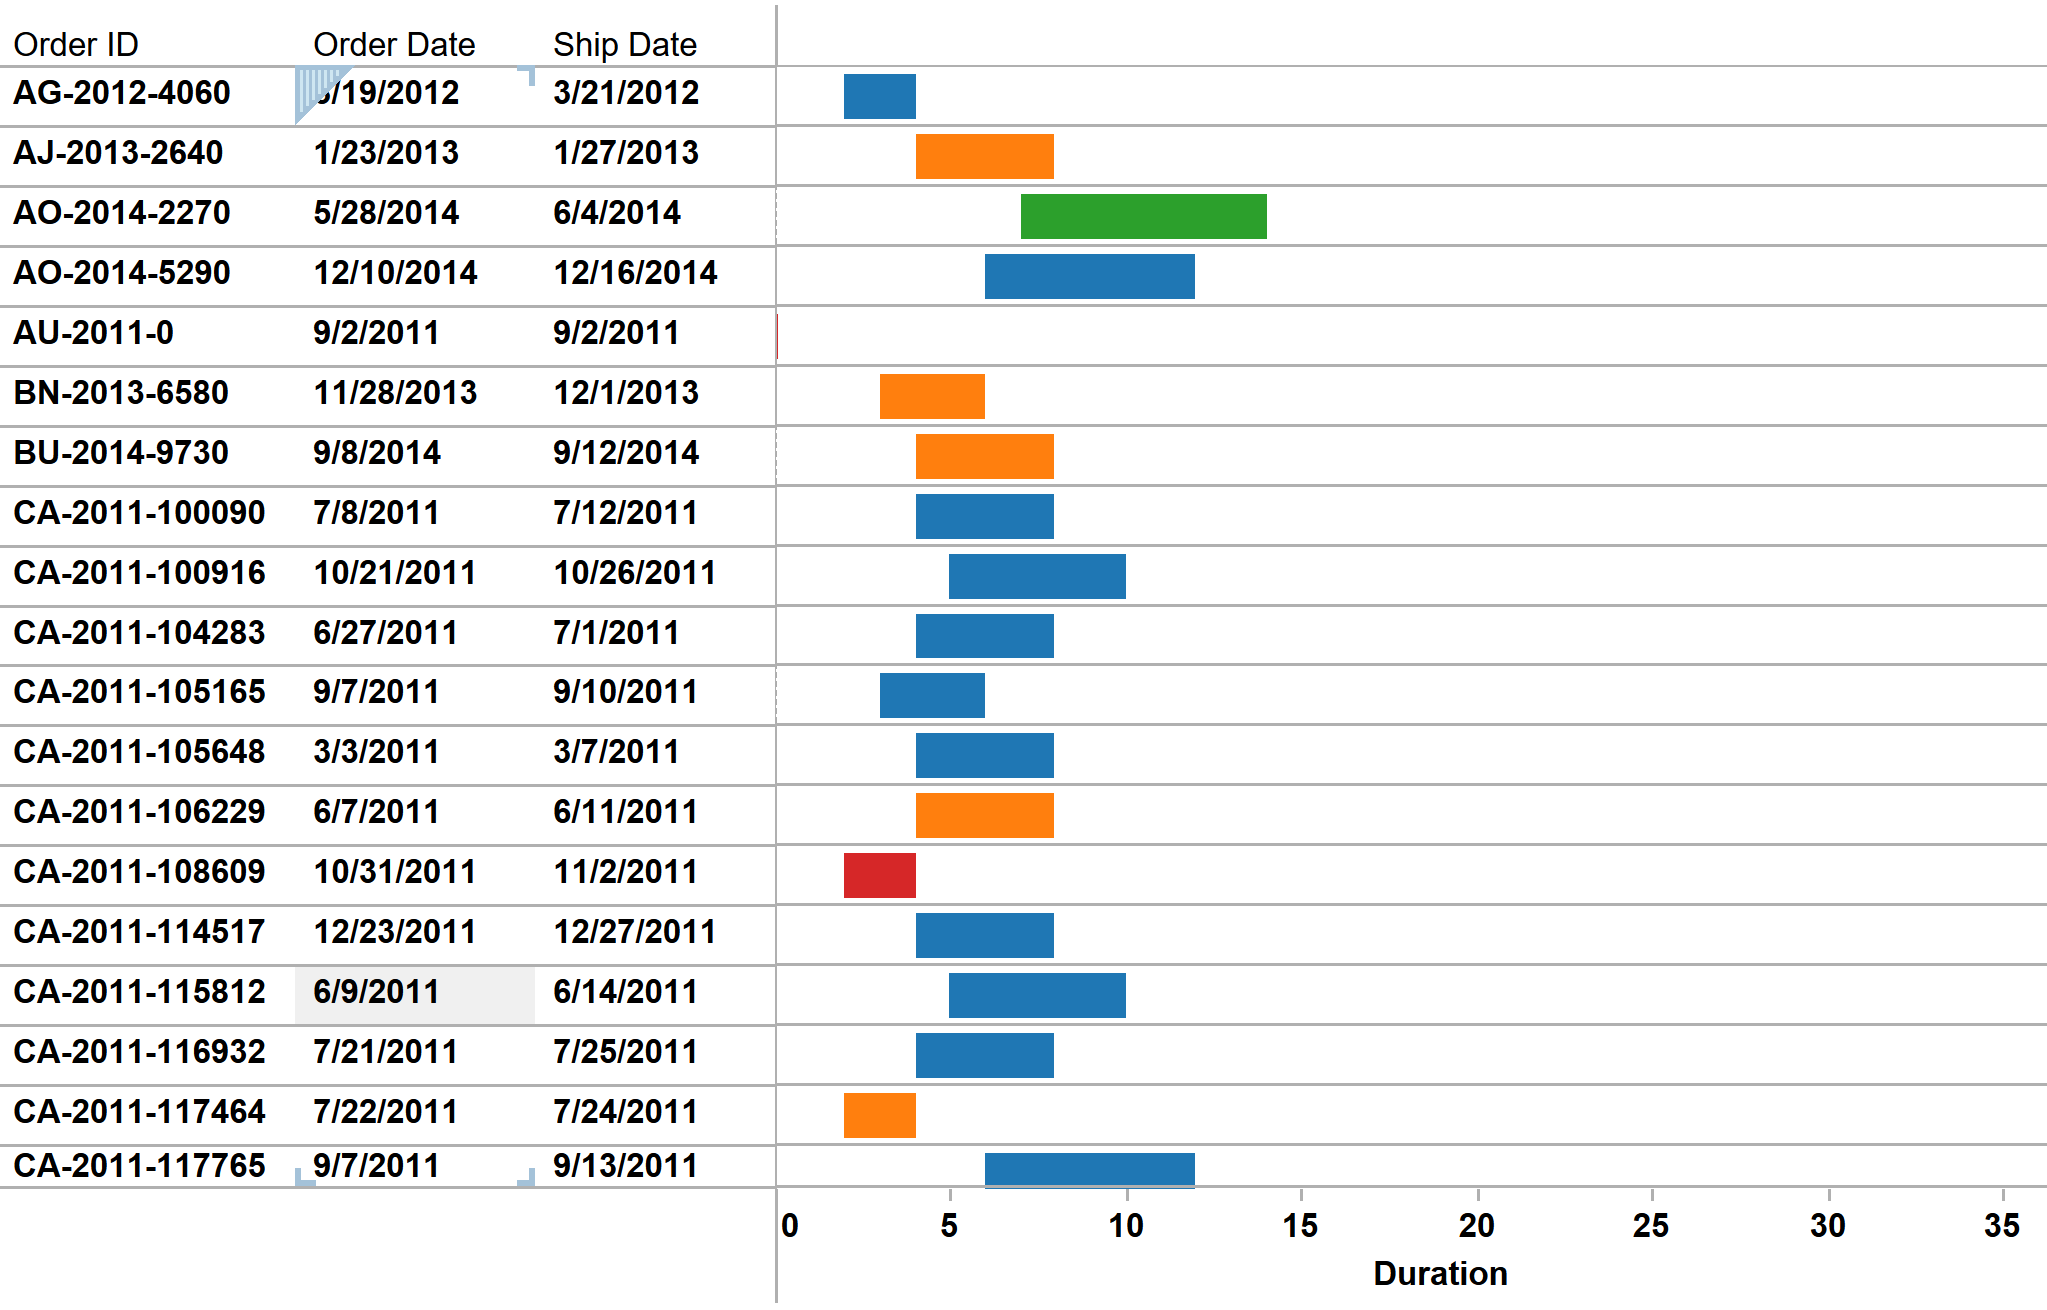 Order ID Order Date Ship Date
AG-2012-4060 3/19/2012 3/21/2012
AJ-2013-2640 1/23/2013 1/27/2013
AO-2014-2270 5/28/2014 6/4/2014
AO-2014-5290 12/10/2014 12/16/2014
AU-2011-0 9/2/2011 9/2/2011
BN-2013-6580 11/28/2013 12/1/2013
BU-2014-9730 9/8/2014 9/12/2014
CA-2011-100090 7/8/2011 7/12/2011
CA-2011-100916 10/21/2011 10/26/2011
CA-2011-104283 6/27/2011 7/1/2011
CA-2011-105165 9/7/2011 9/10/2011
CA-2011-105648 3/3/2011 3/7/2011
CA-2011-106229 6/7/2011 6/11/2011
CA-2011-108609 10/31/2011 11/2/2011
CA-2011-114517 12/23/2011 12/27/2011
CA-2011-115812 6/9/2011 6/14/2011
CA-2011-116932 7/21/2011 7/25/2011
CA-2011-117464 7/22/2011 7/24/2011
CA-2011-117765 9/7/2011 9/13/2011
0 5 10 15 20 25 30 35
Duration